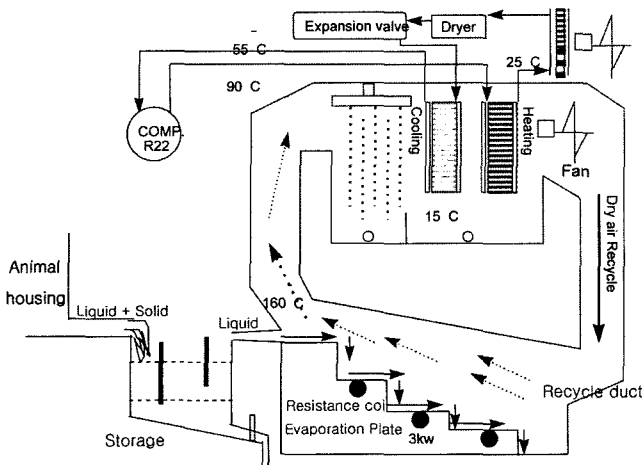 Expansion valve
Dryer
55 C
25 C
90 C
COMP.
R22
Cooling
Heating
Fan
15 C
Dry air Recycle
Animal
housing
Liquid + Solid
Liquid
160 C
Recycle duct
Resistance coi
Evaporation Plate
3kw
Storage